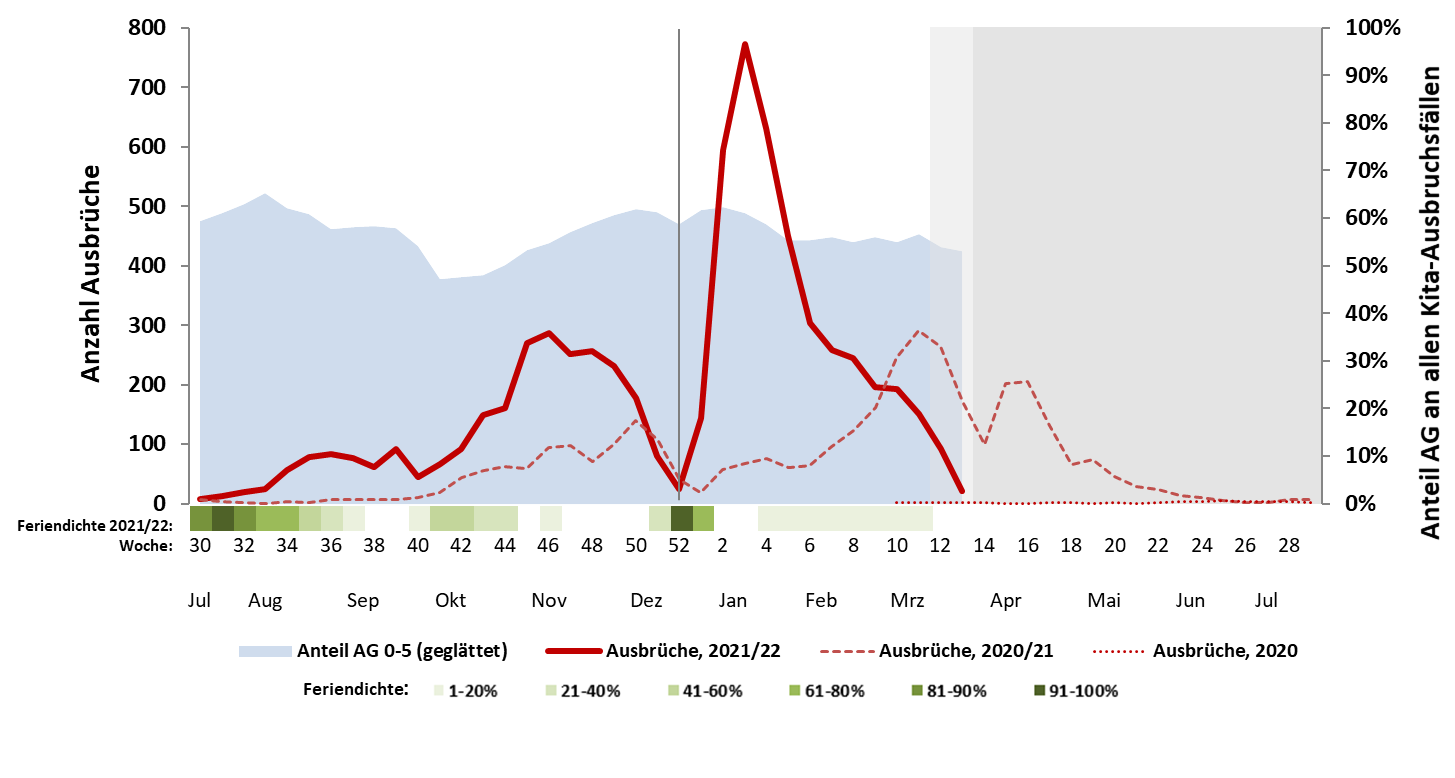 800 100%
90%
700
80%
600
70%
500 60%
400 50%
40%
300
30%
200
20%
100
10%
0 0%
Anzahl Ausbrüche
Anteil AG an allen Kita-Ausbruchsfällen
Feriendichte 2021/22:
Woche: 30 32 34 36 38 40 42 44 46 48 50 52 2 4 6 8 10 12 14 16 18 20 22 24 26 28
Jul Aug Sep Okt Nov Dez Jan Feb Mrz Apr Mai Jun Jul
Anteil AG 0-5 (geglättet) Ausbrüche, 2021/22 Ausbrüche, 2020/21 Ausbrüche, 2020
Feriendichte: 1-20% 21-40% 41-60% 61-80% 81-90% 91-100%